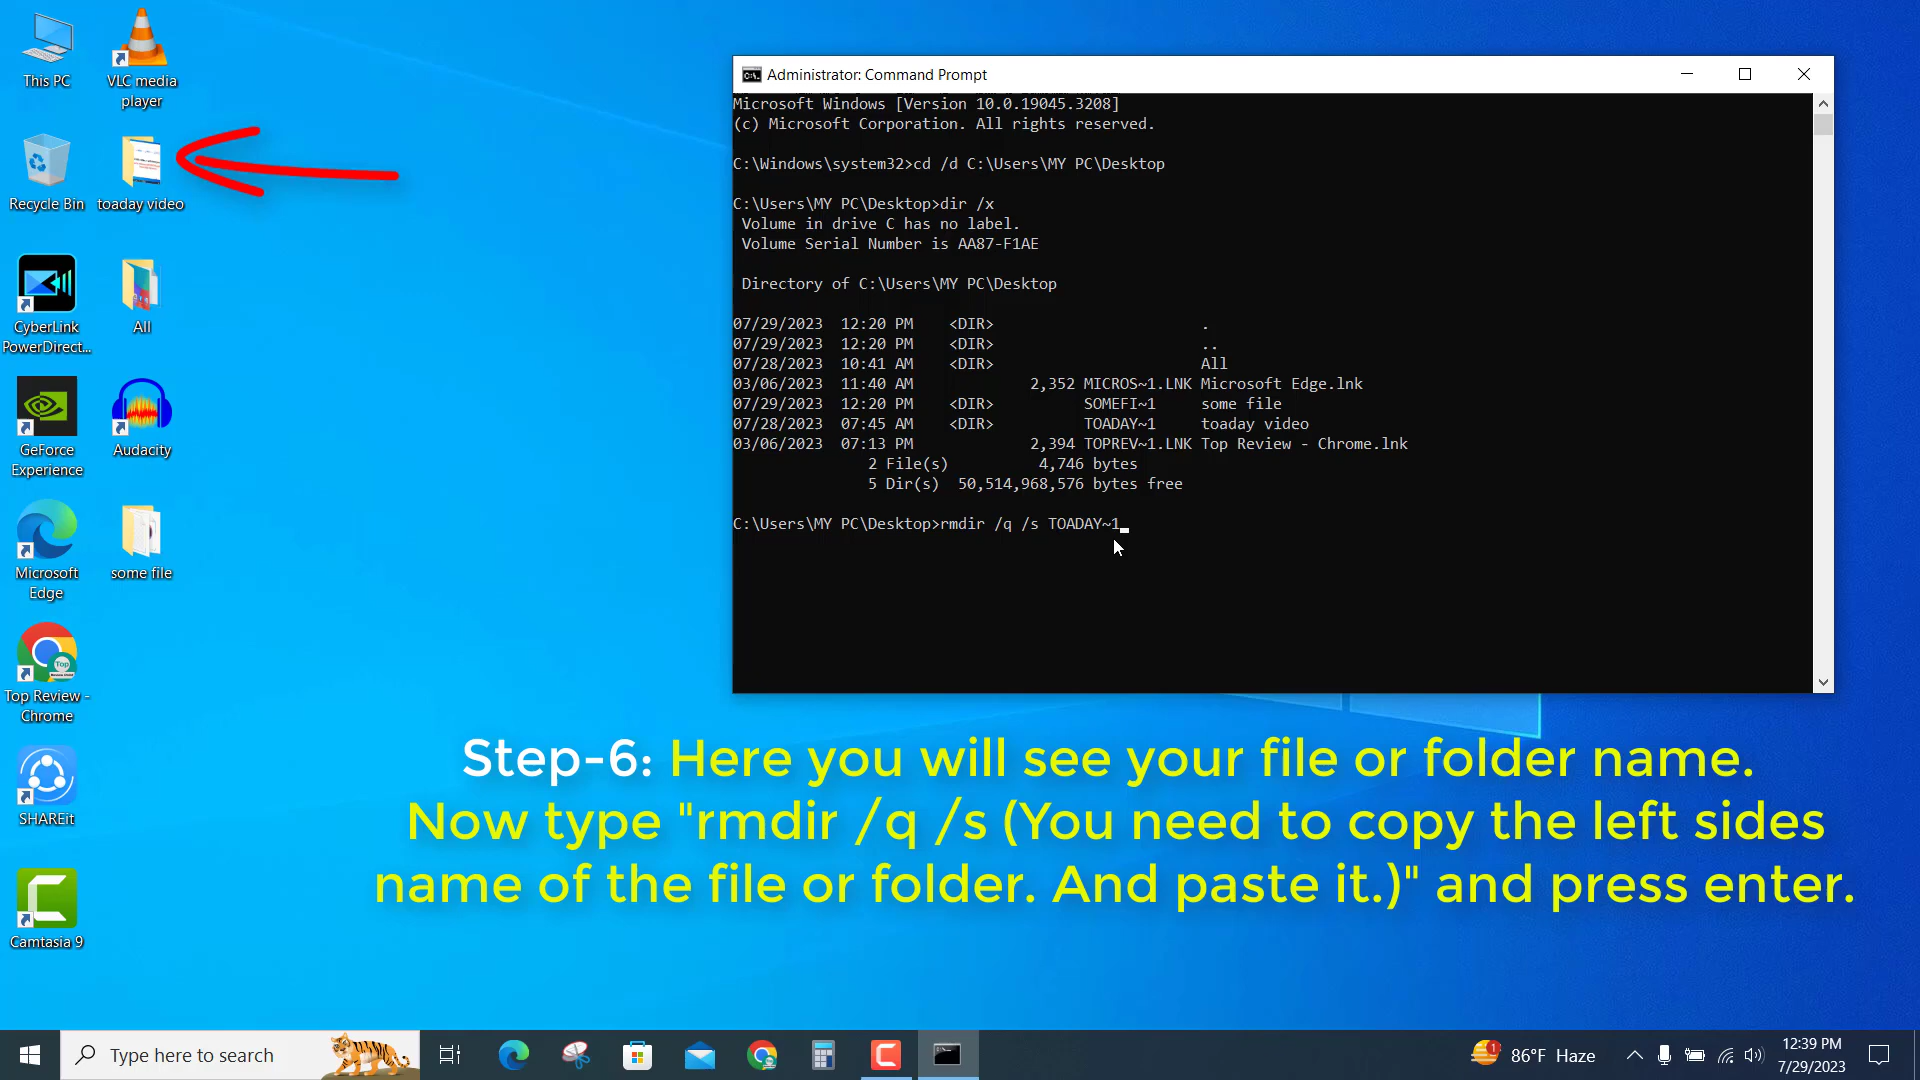 This PC
VLC media
player
Recycle Bin
toaday video
CyberLink
PowerDirect...
All
GeForce
Experience
Audacity
Microsoft
Edge
some file
Top Review -
Chrome
SHAREit
Camtasia 9
Administrator: Command Prompt
Microsoft Windows [Version 10.0.19045.3208]
(c) Microsoft Corporation. All rights reserved.
C:\Windows\system32>cd /d C:\Users\MY PC\Desktop
C:\Users\MY PC\Desktop>dir /x
Volume in drive C has no label.
Volume Serial Number is AA87-F1AE
Directory of C:\Users\MY PC\Desktop
07/29/2023  12:20 PM    <DIR>                       .
07/29/2023  12:20 PM    <DIR>                       ..
07/28/2023  10:41 AM    <DIR>                       All
03/06/2023  11:40 AM             2,352 MICROS~1.LNK Microsoft Edge.lnk
07/29/2023  12:20 PM    <DIR>          SOMEFI~1     some file
07/28/2023  07:45 AM    <DIR>          TOADAY~1     toaday video
03/06/2023  07:13 PM             2,394 TOPREV~1.LNK Top Review - Chrome.lnk
2 File(s)          4,746 bytes
5 Dir(s)  50,514,968,576 bytes free
C:\Users\MY PC\Desktop>rmdir /q /s TOADAY~1
Step-6: Here you will see your file or folder name.
Now type "rmdir /q /s (You need to copy the left sides
name of the file or folder. And paste it.)" and press enter.
Type here to search
1
86°F Haze
12:39 PM
7/29/2023